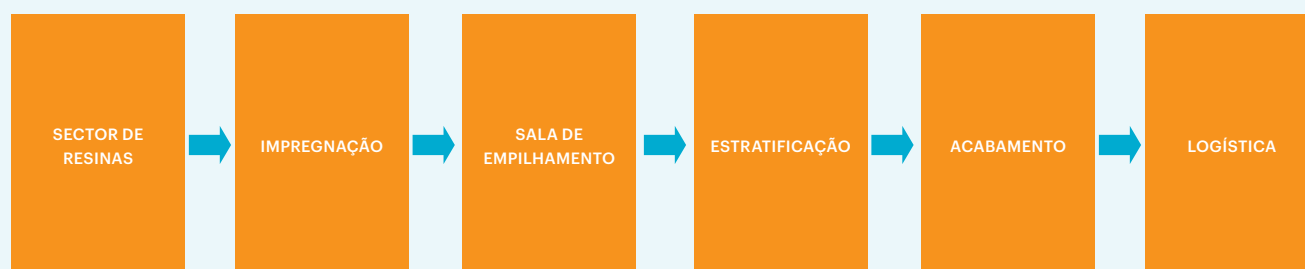 SECTOR DE
RESINAS
IMPREGNAÇÃO
SALA DE
EMPILHAMENTO
ESTRATIFICAÇÃO
ACABAMENTO
LOGÍSTICA